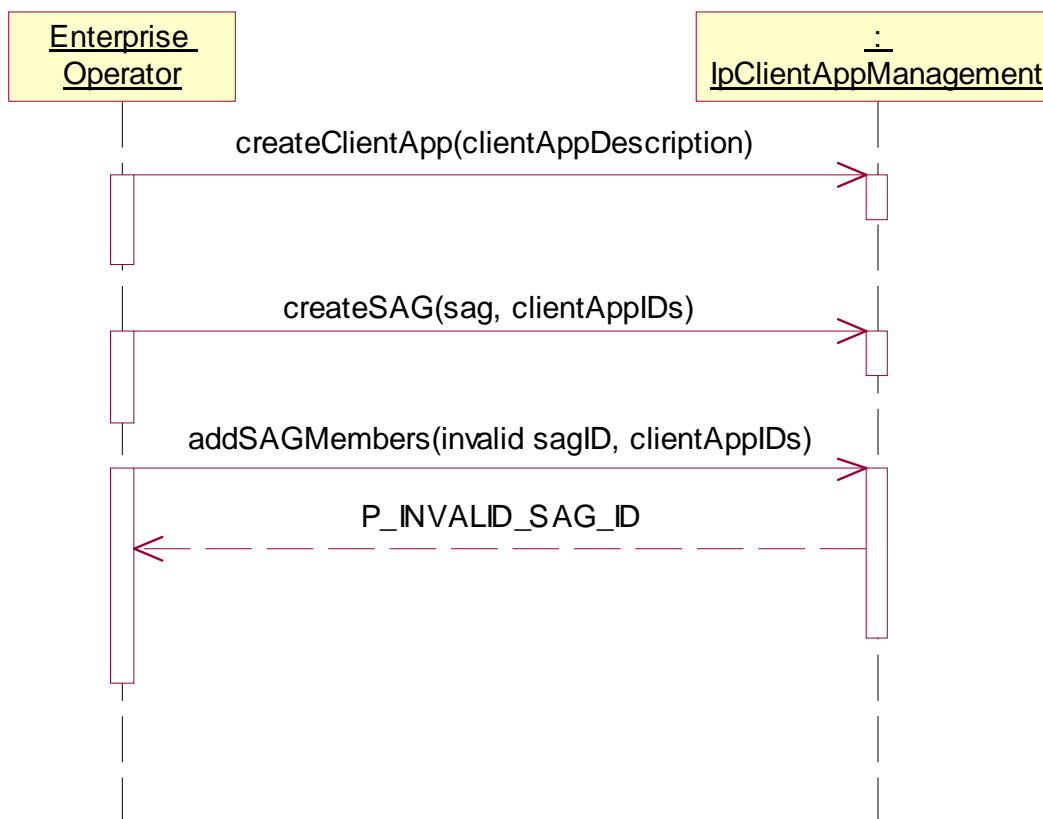 Enterprise
Operator
:
IpClientAppManagement
createClientApp(clientAppDescription)
createSAG(sag, clientAppIDs)
addSAGMembers(invalid sagID, clientAppIDs)
P_INVALID_SAG_ID